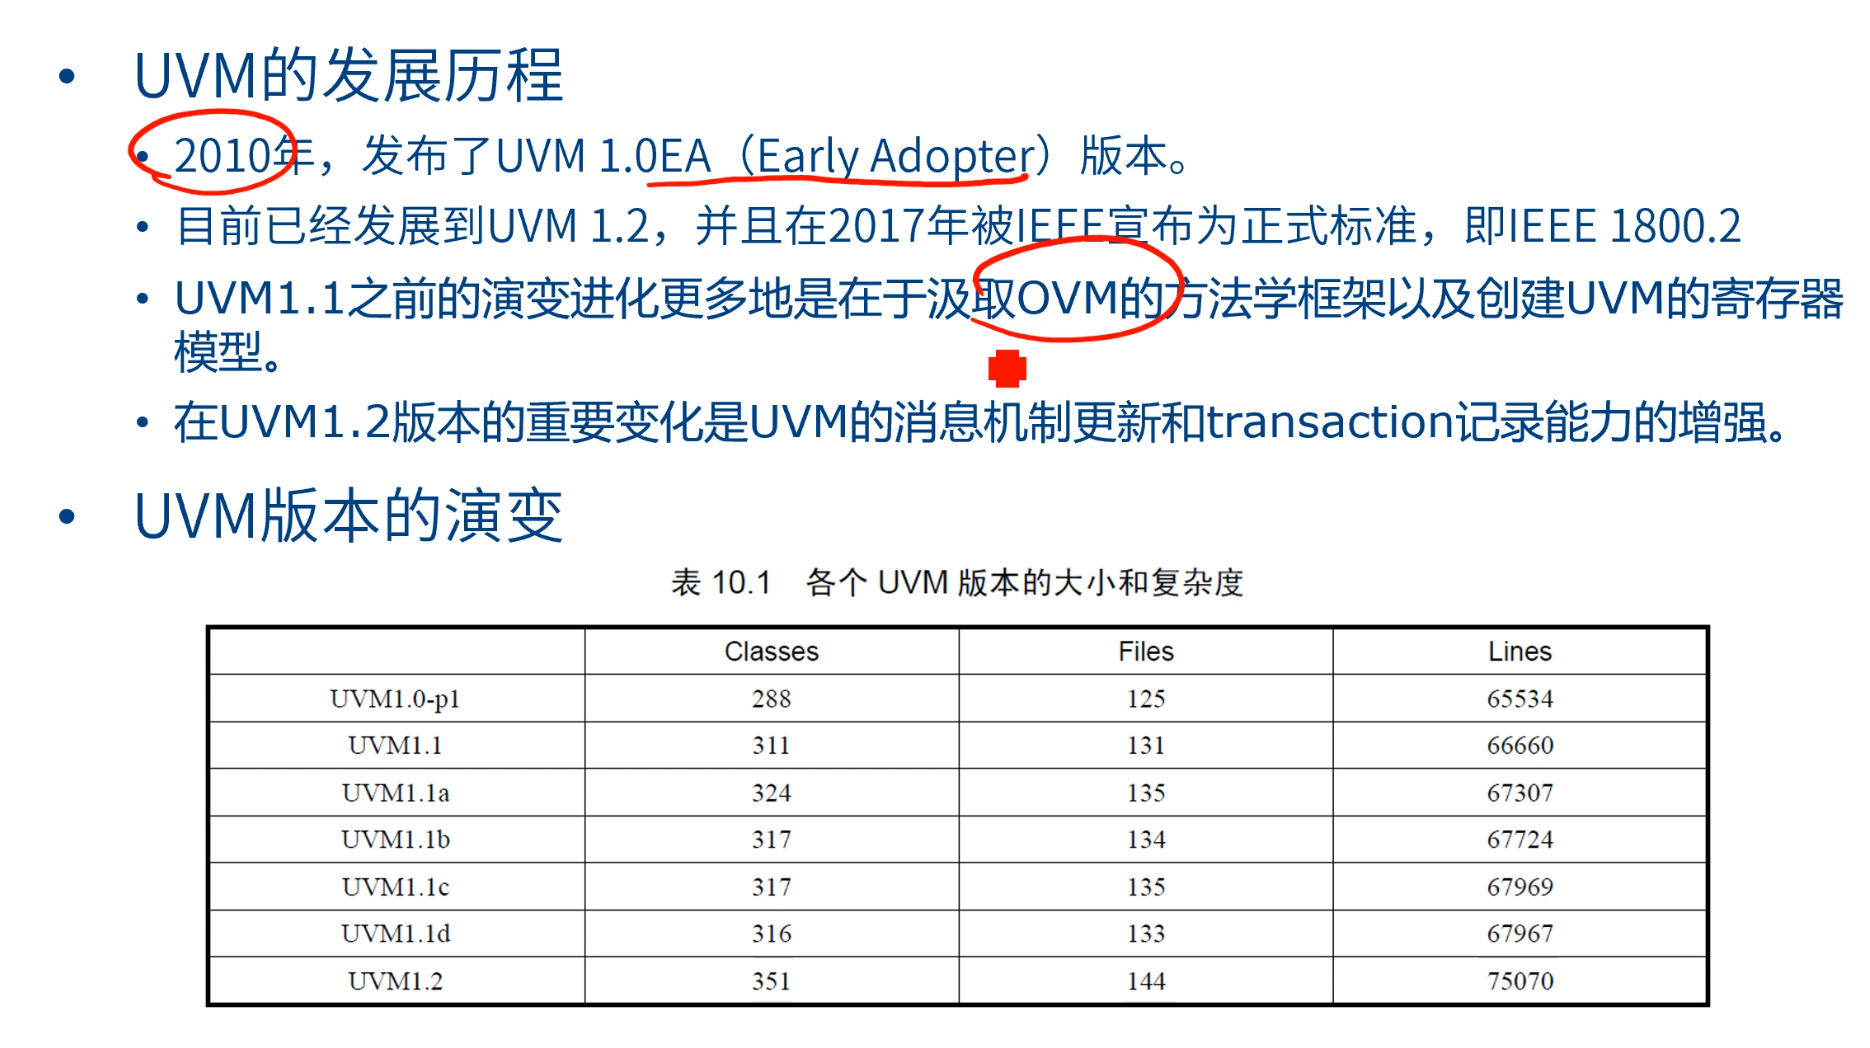 • UVM的发展历程
• 2010年，发布了UVM 1.0EA（Early Adopter）版本。
• 目前已经发展到UVM 1.2，并且在2017年被IEEE宣布为正式标准，即IEEE 1800.2
• UVM1.1之前的演变进化更多地是在于汲取OVM的方法学框架以及创建UVM的寄存器
模型。
• 在UVM1.2版本的重要变化是UVM的消息机制更新和transaction记录能力的增强。
• UVM版本的演变
表 10.1 各个 UVM 版本的大小和复杂度
Classes Files Lines
UVM1.0-p1 288 125 65534
UVM1.1 311 131 66660
UVM1.1a 324 135 67307
UVM1.1b 317 134 67724
UVM1.1c 317 135 67969
UVM1.1d 316 133 67967
UVM1.2 351 144 75070